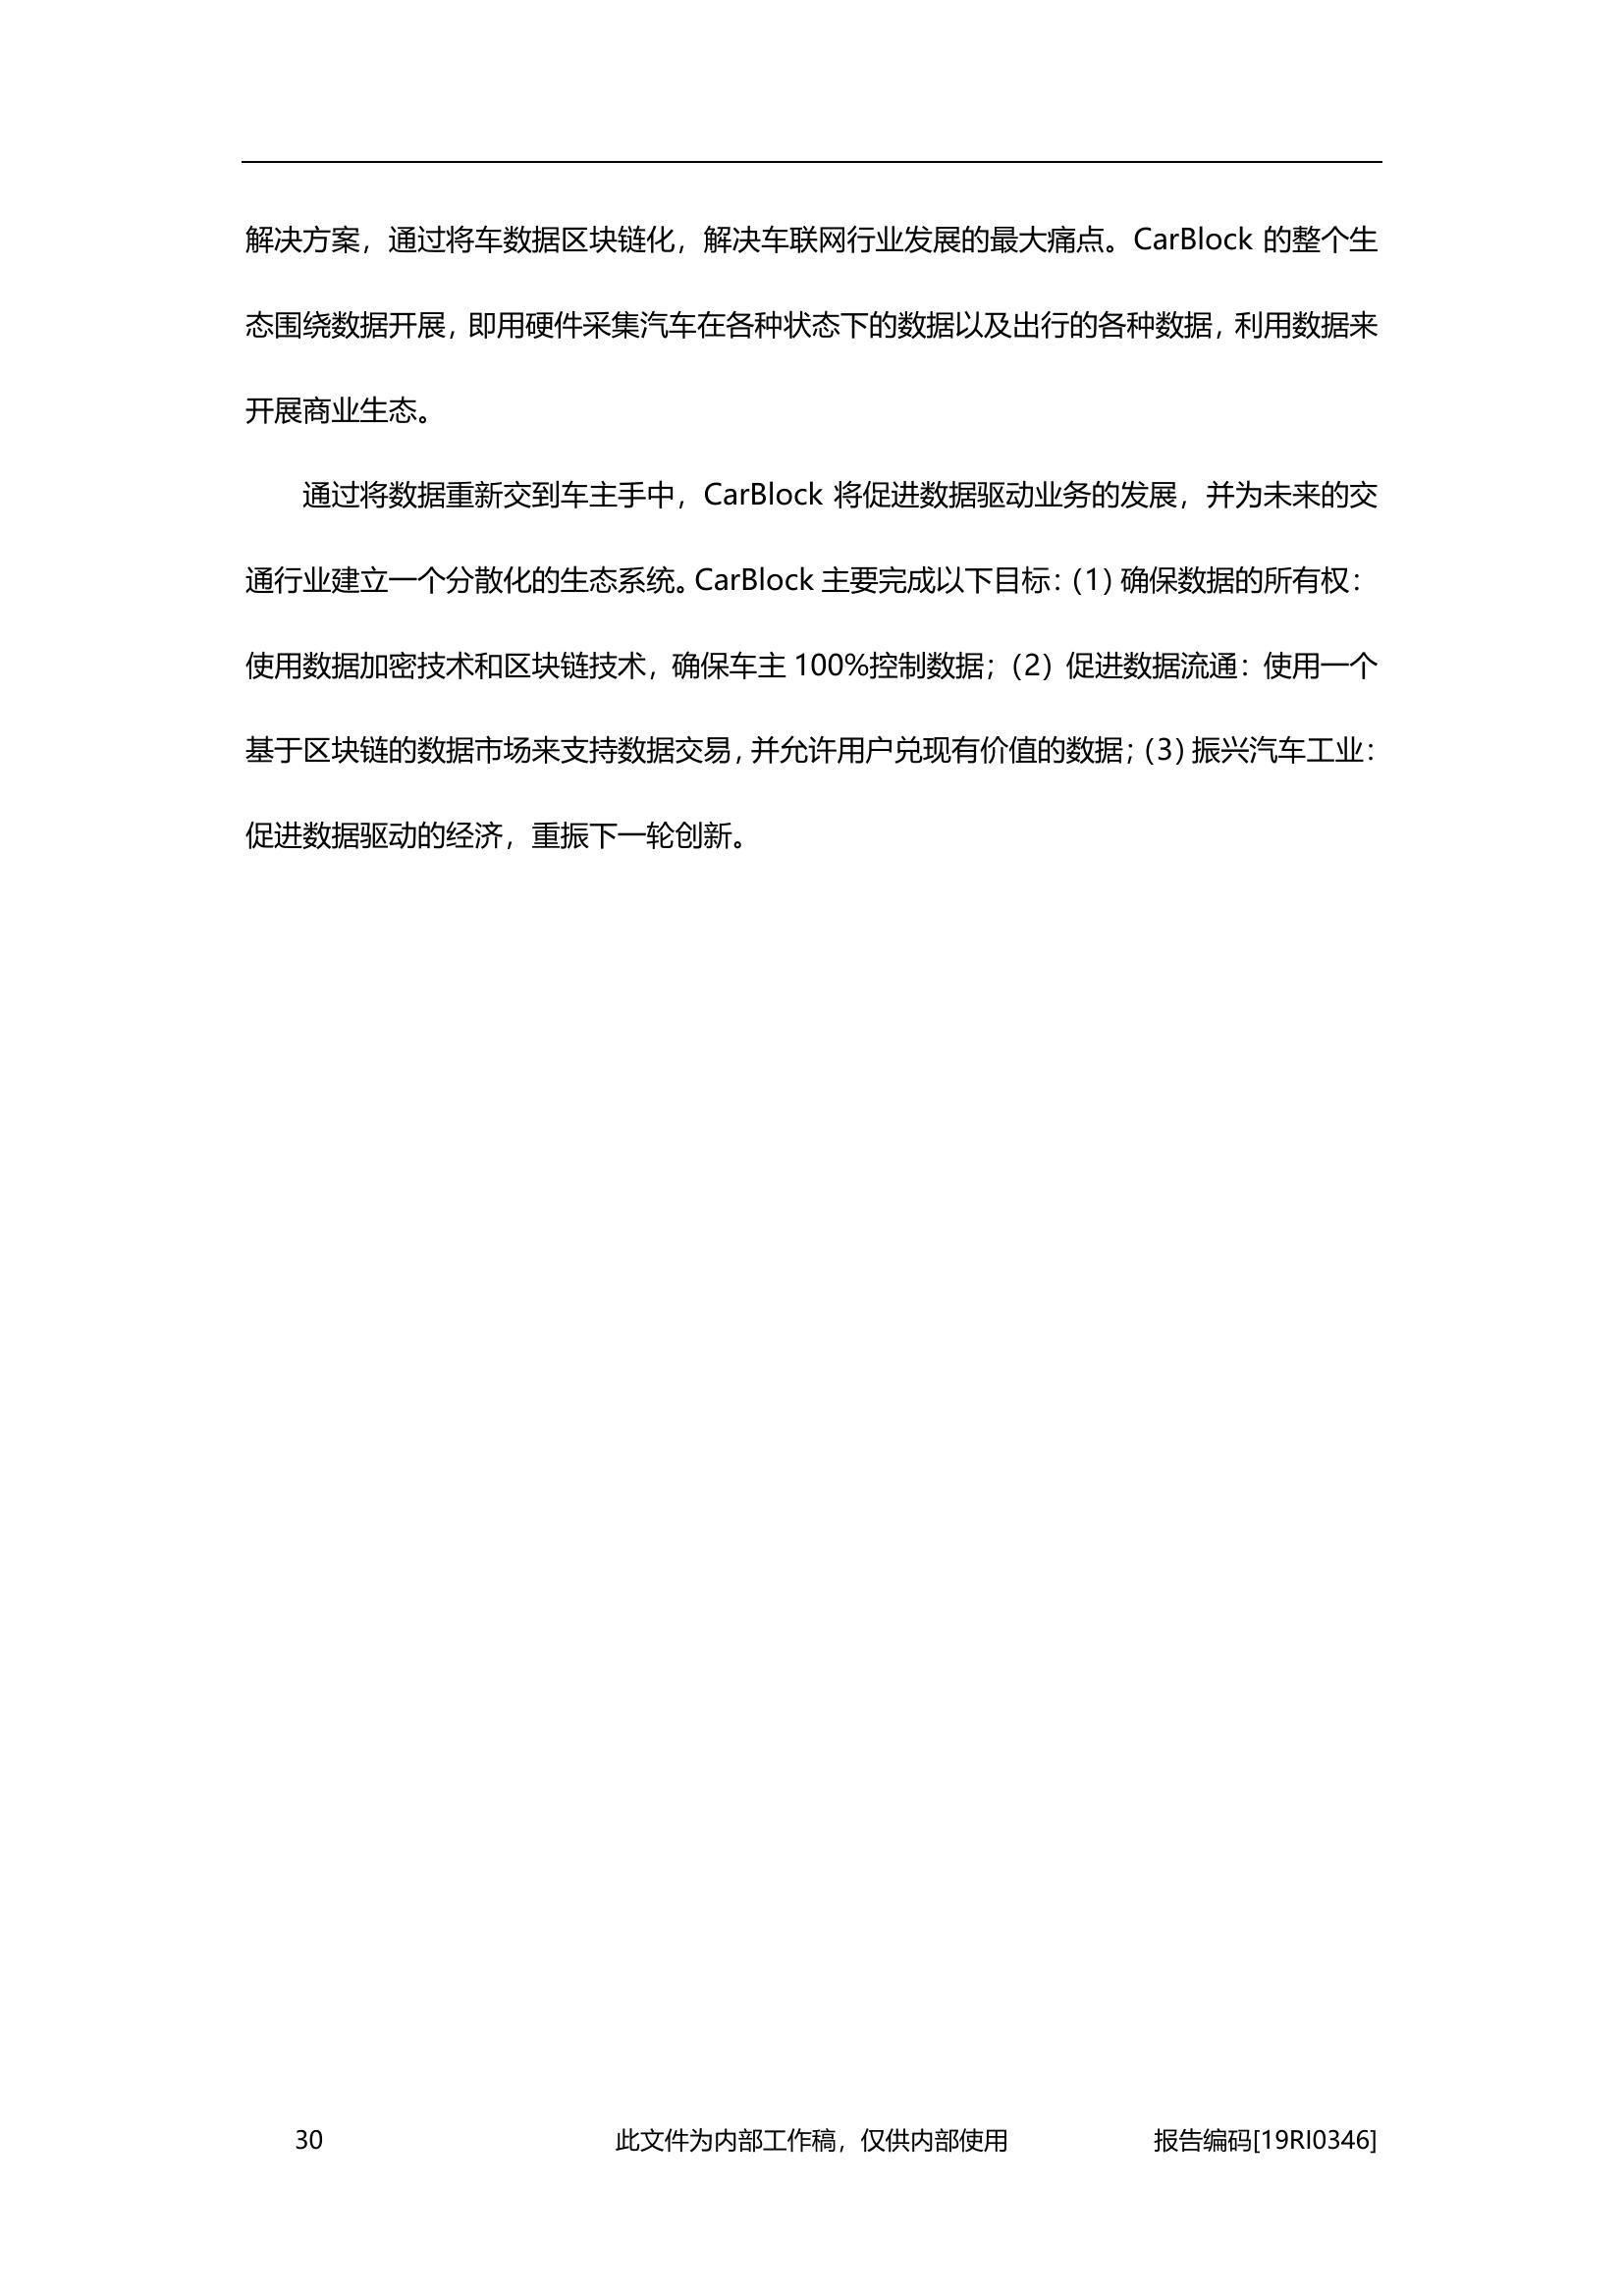 解决方案，通过将车数据区块链化，解决车联网行业发展的最大痛点。CarBlock 的整个生
态围绕数据开展，即用硬件采集汽车在各种状态下的数据以及出行的各种数据，利用数据来
开展商业生态。
通过将数据重新交到车主手中，CarBlock 将促进数据驱动业务的发展，并为未来的交
通行业建立一个分散化的生态系统。CarBlock 主要完成以下目标：（1）确保数据的所有权：
使用数据加密技术和区块链技术，确保车主 100%控制数据；（2）促进数据流通：使用一个
基于区块链的数据市场来支持数据交易，并允许用户兑现有价值的数据；（3）振兴汽车工业：
促进数据驱动的经济，重振下一轮创新。
30 此文件为内部工作稿，仅供内部使用 报告编码[19RI0346]